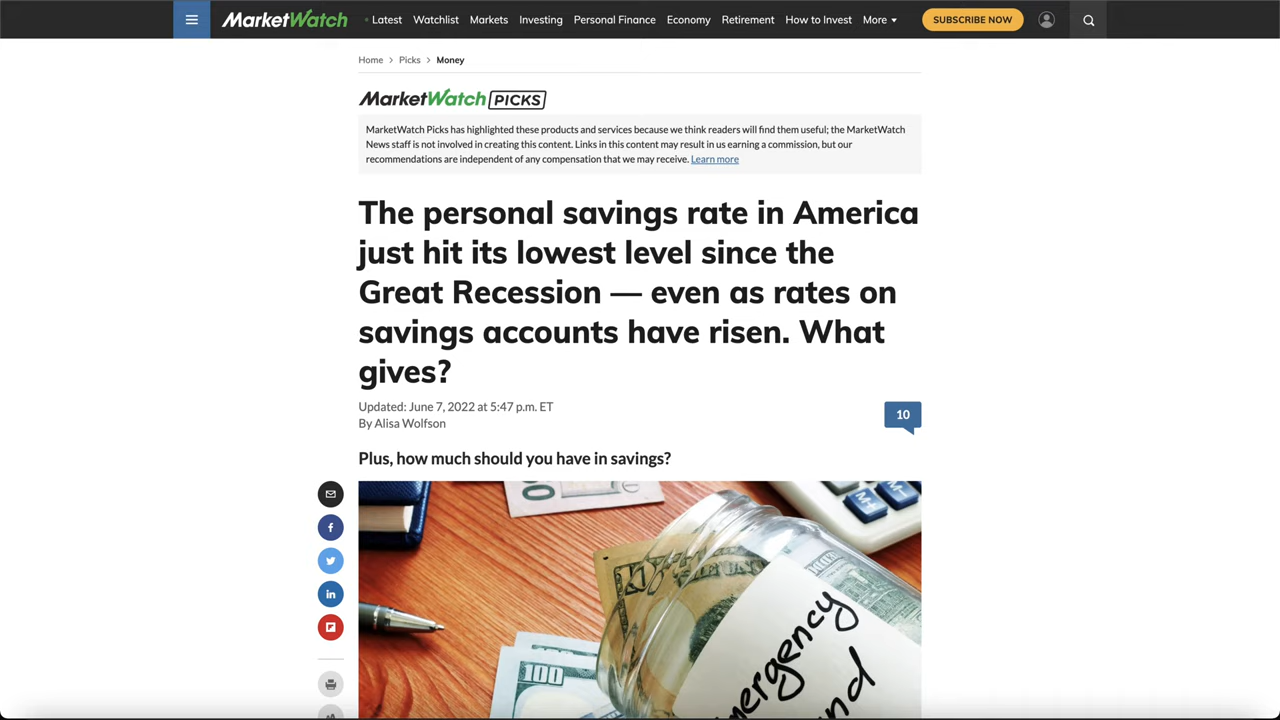 MarketWatch Latest Watchlist Markets Investing Personal Finance Economy Retirement How to Invest More SUBSCRIBE NOW
Home > Picks > Money
MarketWatch PICKS
MarketWatch Picks has highlighted these products and services because we think readers will find them useful; the MarketWatch
News staff is not involved in creating this content. Links in this content may result in us earning a commission, but our
recommendations are independent of any compensation that we may receive. Learn more
The personal savings rate in America
just hit its lowest level since the
Great Recession — even as rates on
savings accounts have risen. What
gives?
Updated: June 7, 2022 at 5:47 p.m. ET
By Alisa Wolfson
10
Plus, how much should you have in savings?
M-
100